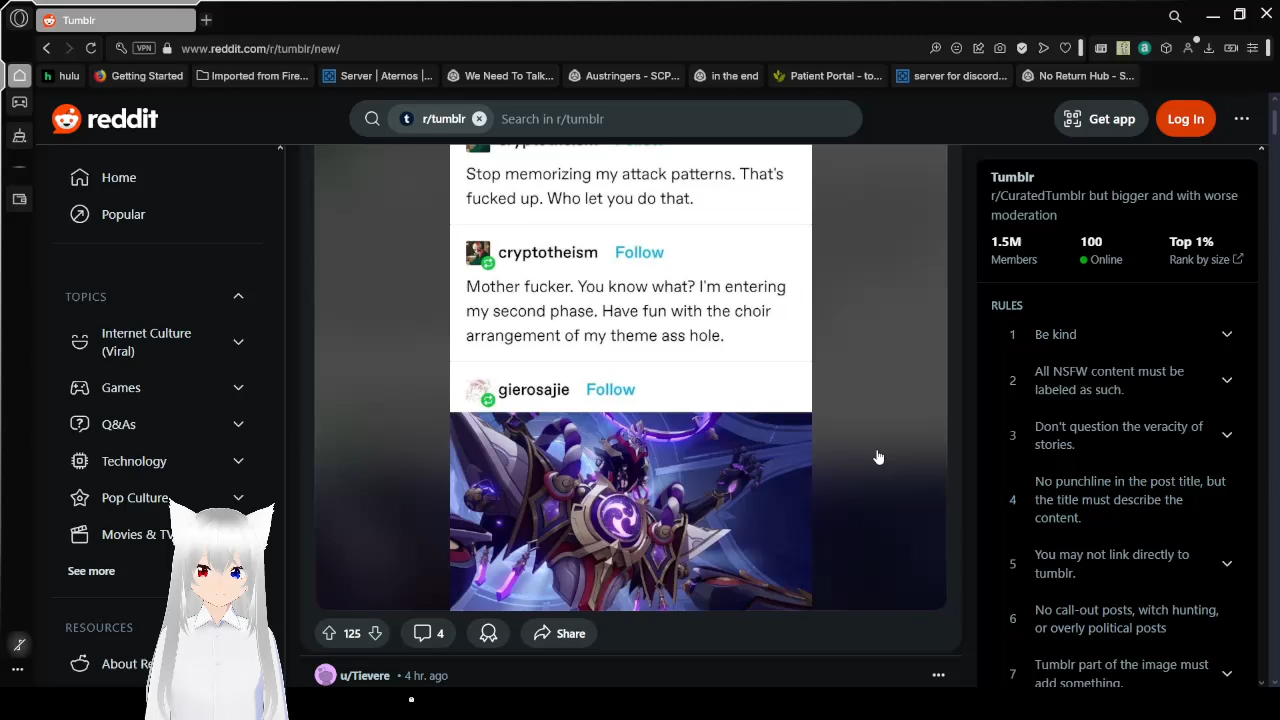 Tumblr
VPN
www.reddit.com/r/tumblr/new/
hulu
Getting Started
Imported from Fire...
Server | Aternos |...
We Need To Talk...
Austringers - SCP...
in the end
Patient Portal - to...
server for discord...
No Return Hub - S...
reddit
r/tumblr
Search in r/tumblr
Get app
Log In
Home
Popular
TOPICS
Internet Culture
(Viral)
Games
Q&As
Technology
Pop Culture
Movies & TV
See more
RESOURCES
About Re
cryptotheism Follow
Stop memorizing my attack patterns. That's
fucked up. Who let you do that.
cryptotheism Follow
Mother fucker. You know what? I'm entering
my second phase. Have fun with the choir
arrangement of my theme ass hole.
gierosajie Follow
125
4
Share
u/Tievere • 4 hr. ago
Tumblr
r/CuratedTumblr but bigger and with worse
moderation
1.5M 100 Top 1%
Members Online Rank by size
RULES
1 Be kind
2 All NSFW content must be
labeled as such.
3 Don't question the veracity of
stories.
4 No punchline in the post title, but
the title must describe the
content.
5 You may not link directly to
tumblr.
6 No call-out posts, witch hunting,
or overly political posts
7 Tumblr part of the image must
add something.